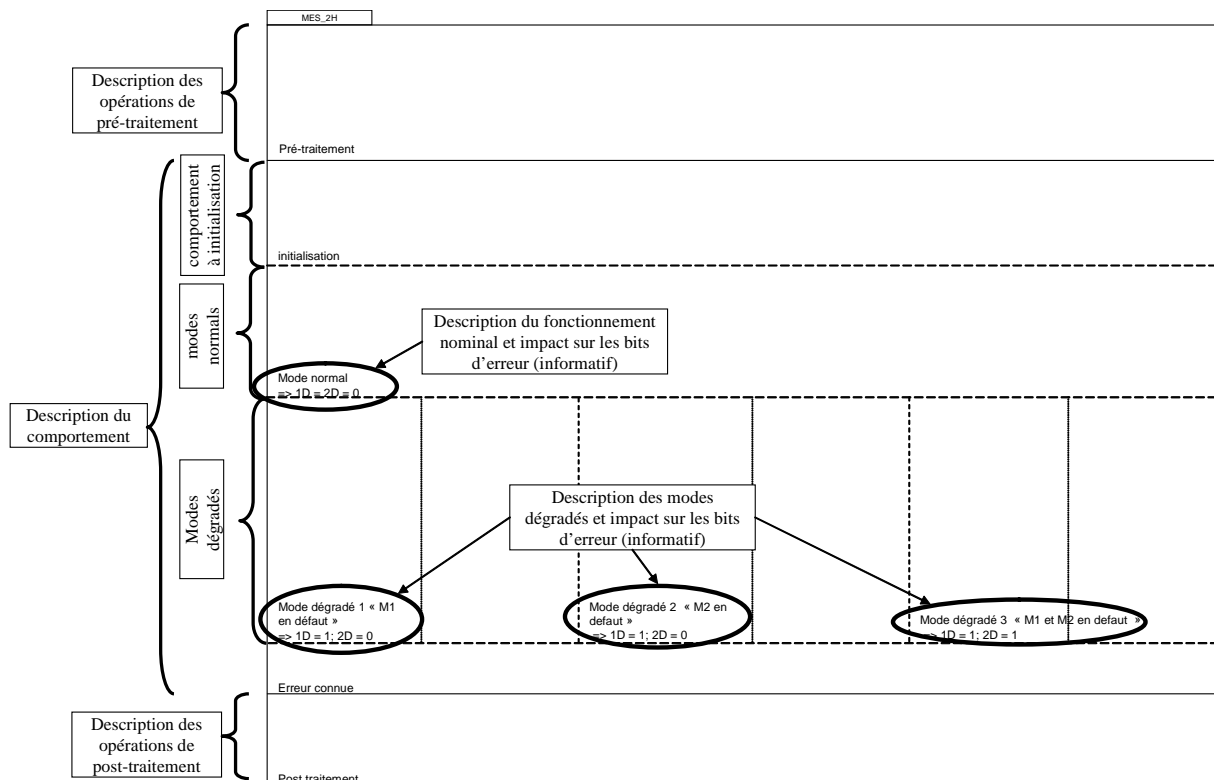 MES_2H
Description des
opérations de
pré-traitement
Pré-traitement
comportement
à initialisation
initialisation
modes
normals
Description du fonctionnement
nominal et impact sur les bits
d'erreur (informatif)
Mode normal
=> 1D = 2D = 0
Description du
comportement
Modes
dégradés
Description des modes
dégradés et impact sur les bits
d'erreur (informatif)
Mode dégradé 1 « M1
en défaut »
=> 1D = 1; 2D = 0
Mode dégradé 2 « M2 en
defaut »
=> 1D = 1; 2D = 0
Mode dégradé 3 « M1 et M2 en defaut »
=> 1D = 1; 2D = 1
Erreur connue
Description des
opérations de
post-traitement
Post traitement